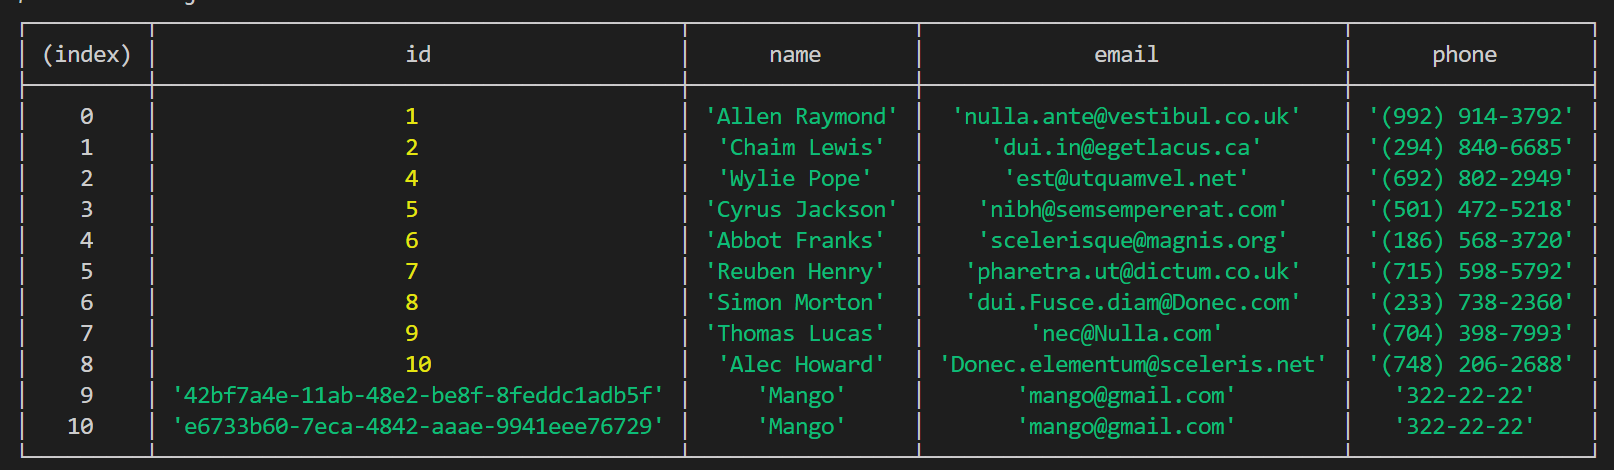 (index) id name email phone
0 1 'Allen Raymond' 'nulla.ante@vestibul.co.uk' '(992) 914-3792'
1 2 'Chaim Lewis' 'dui.in@egetlacus.ca' '(294) 840-6685'
2 4 'Wylie Pope' 'est@utquamvel.net' '(692) 802-2949'
3 5 'Cyrus Jackson' 'nibh@semsempererat.com' '(501) 472-5218'
4 6 'Abbot Franks' 'scelerisque@magnis.org' '(186) 568-3720'
5 7 'Reuben Henry' 'pharetra.ut@dictum.co.uk' '(715) 598-5792'
6 8 'Simon Morton' 'dui.Fusce.diam@Donec.com' '(233) 738-2360'
7 9 'Thomas Lucas' 'nec@Nulla.com' '(704) 398-7993'
8 10 'Alec Howard' 'Donec.elementum@sceleris.net' '(748) 206-2688'
9 '42bf7a4e-11ab-48e2-be8f-8feddc1adb5f' 'Mango' 'mango@gmail.com' '322-22-22'
10 'e6733b60-7eca-4842-aaae-9941eee76729' 'Mango' 'mango@gmail.com' '322-22-22'